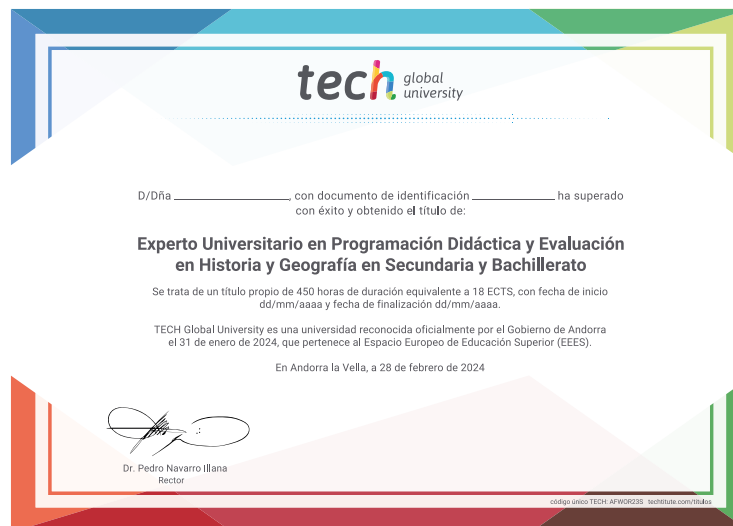 tech global
university
D/Dña ____________________, con documento de identificación ______________ ha superado
con éxito y obtenido el título de:
Experto Universitario en Programación Didáctica y Evaluación
en Historia y Geografía en Secundaria y Bachillerato
Se trata de un título propio de 450 horas de duración equivalente a 18 ECTS, con fecha de inicio
dd/mm/aaaa y fecha de finalización dd/mm/aaaa.
TECH Global University es una universidad reconocida oficialmente por el Gobierno de Andorra
el 31 de enero de 2024, que pertenece al Espacio Europeo de Educación Superior (EEES).
En Andorra la Vella, a 28 de febrero de 2024
Dr. Pedro Navarro Illana
Rector
código único TECH: AFWOR23S techtitute.com/titulos